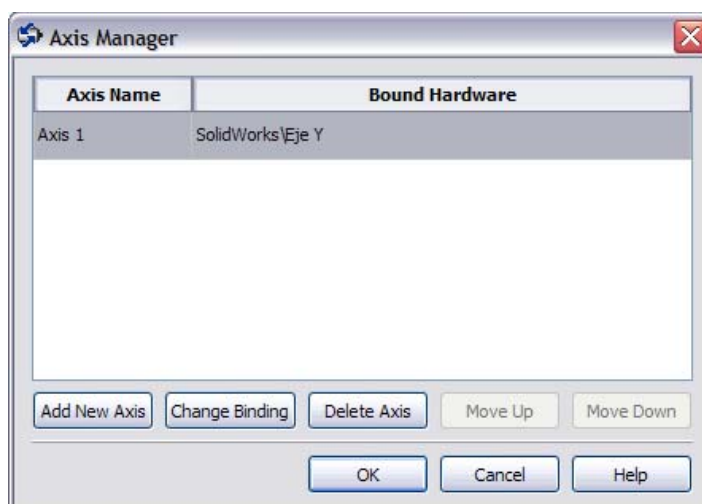 Axis Manager
Axis Name Bound Hardware
Axis 1 SolidWorks\Eje Y
Add New Axis Change Binding Delete Axis Move Up Move Down
OK Cancel Help